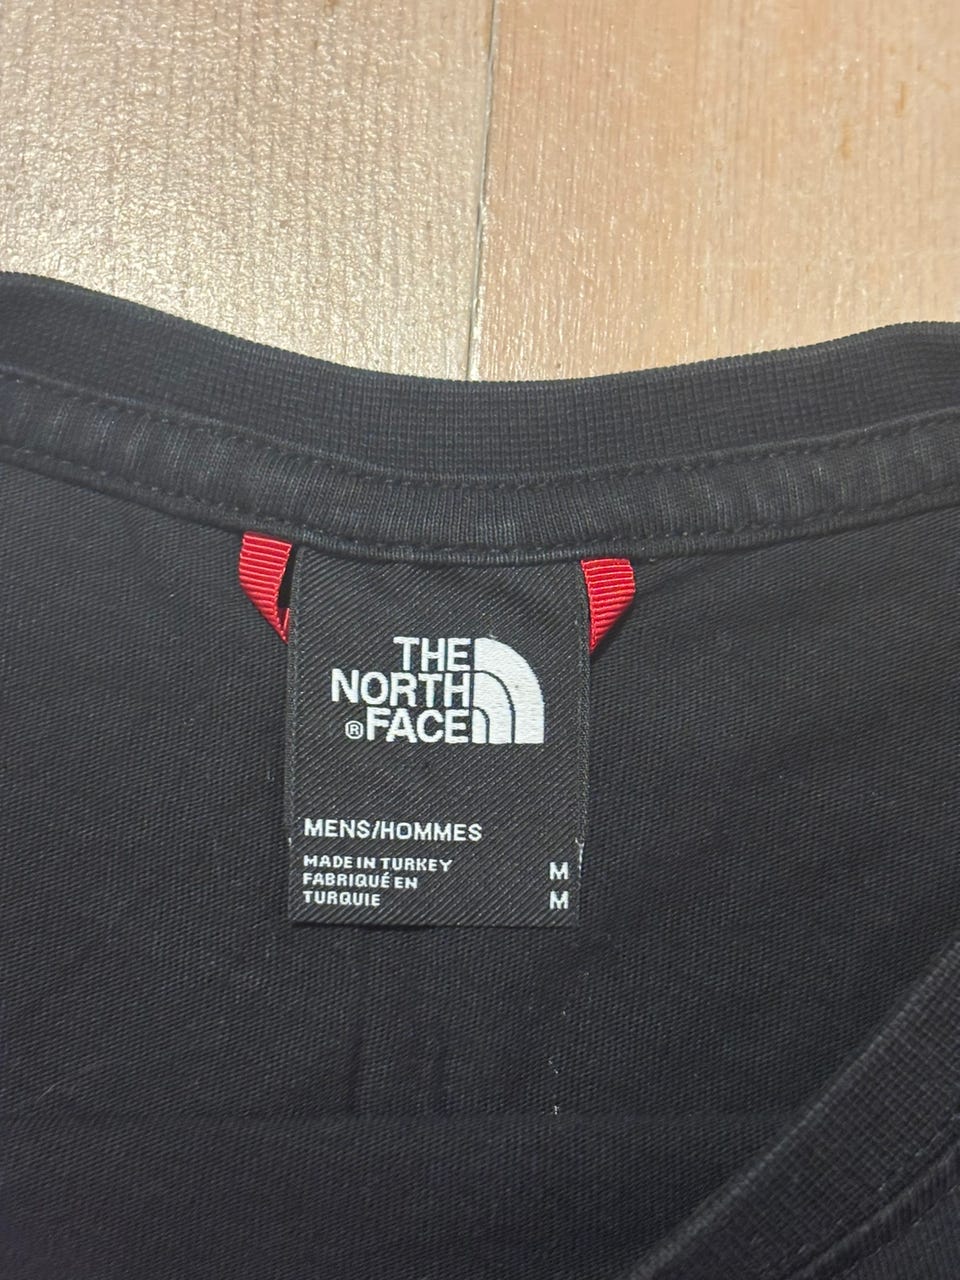 THE
NORTH
®FACE
MENS/HOMMES
MADE IN TURKEY
FABRIQUÉ EN
TURQUIE
M
M